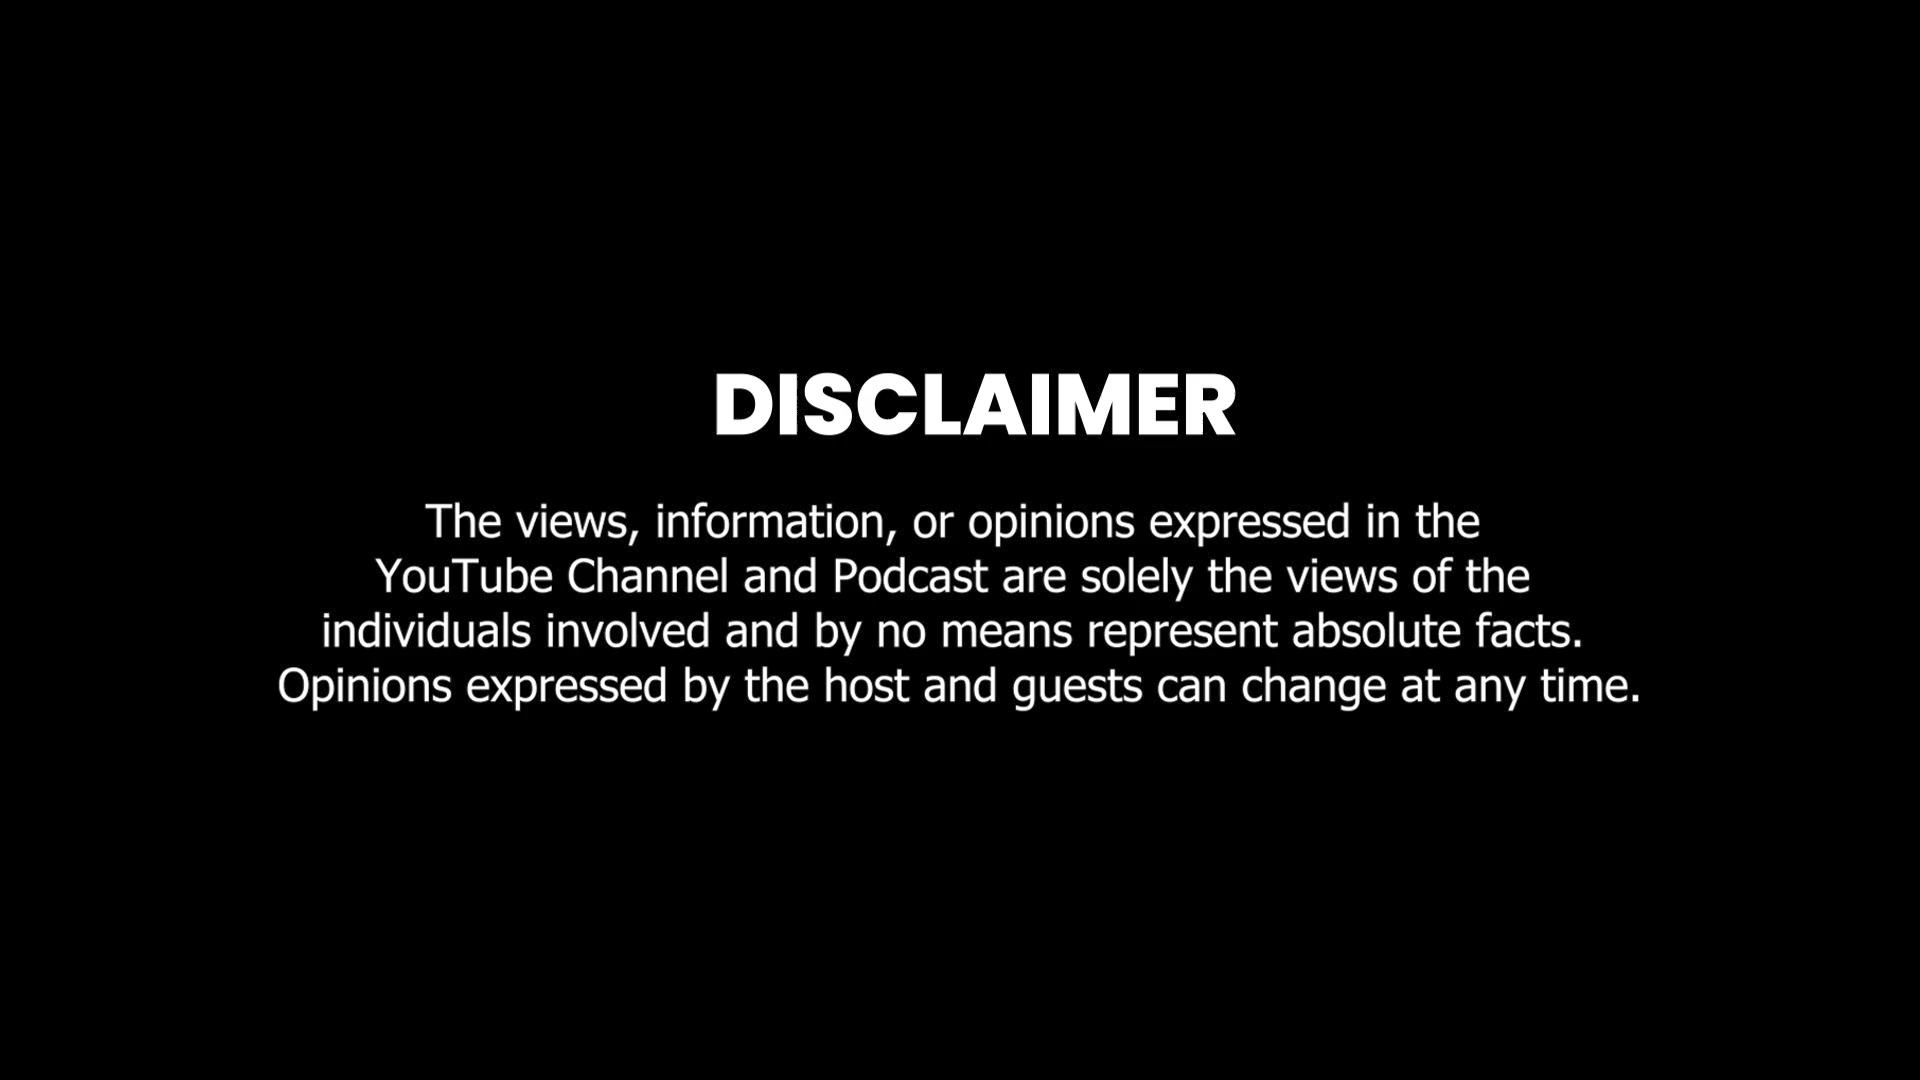 DISCLAIMER
The views, information, or opinions expressed in the
YouTube Channel and Podcast are solely the views of the
individuals involved and by no means represent absolute facts.
Opinions expressed by the host and guests can change at any time.